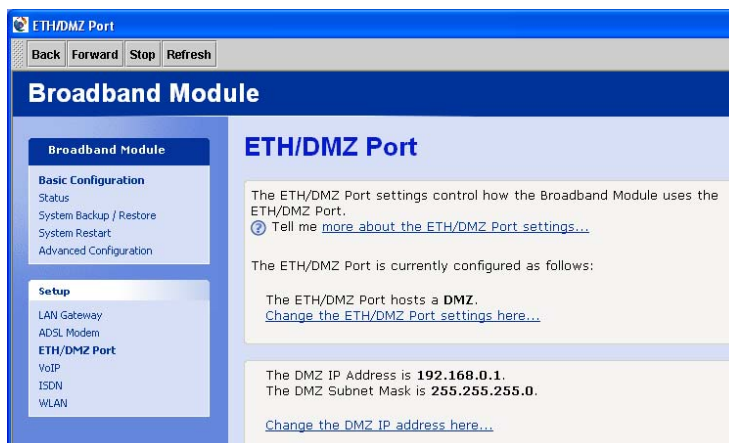 ETH/DMZ Port
Back Forward Stop Refresh
Broadband Module
Broadband Module
Basic Configuration
Status
System Backup / Restore
System Restart
Advanced Configuration
Setup
LAN Gateway
ADSL Modem
ETH/DMZ Port
VoIP
ISDN
WLAN
ETH/DMZ Port
The ETH/DMZ Port settings control how the Broadband Module uses the
ETH/DMZ Port.
? Tell me more about the ETH/DMZ Port settings...
The ETH/DMZ Port is currently configured as follows:
The ETH/DMZ Port hosts a DMZ.
Change the ETH/DMZ Port settings here...
The DMZ IP Address is 192.168.0.1.
The DMZ Subnet Mask is 255.255.255.0.
Change the DMZ IP address here...